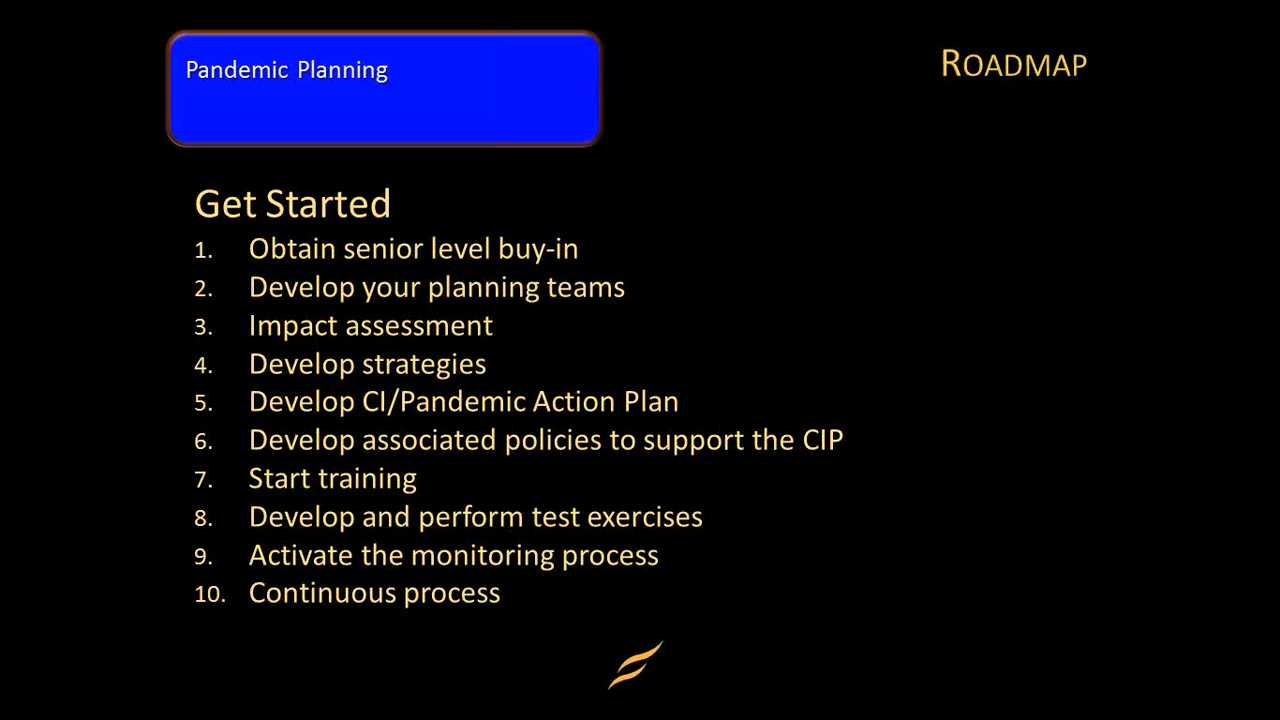 Pandemic Planning
ROADMAP
Get Started
1. Obtain senior level buy-in
2. Develop your planning teams
3. Impact assessment
4. Develop strategies
5. Develop CI/Pandemic Action Plan
6. Develop associated policies to support the CIP
7. Start training
8. Develop and perform test exercises
9. Activate the monitoring process
10. Continuous process